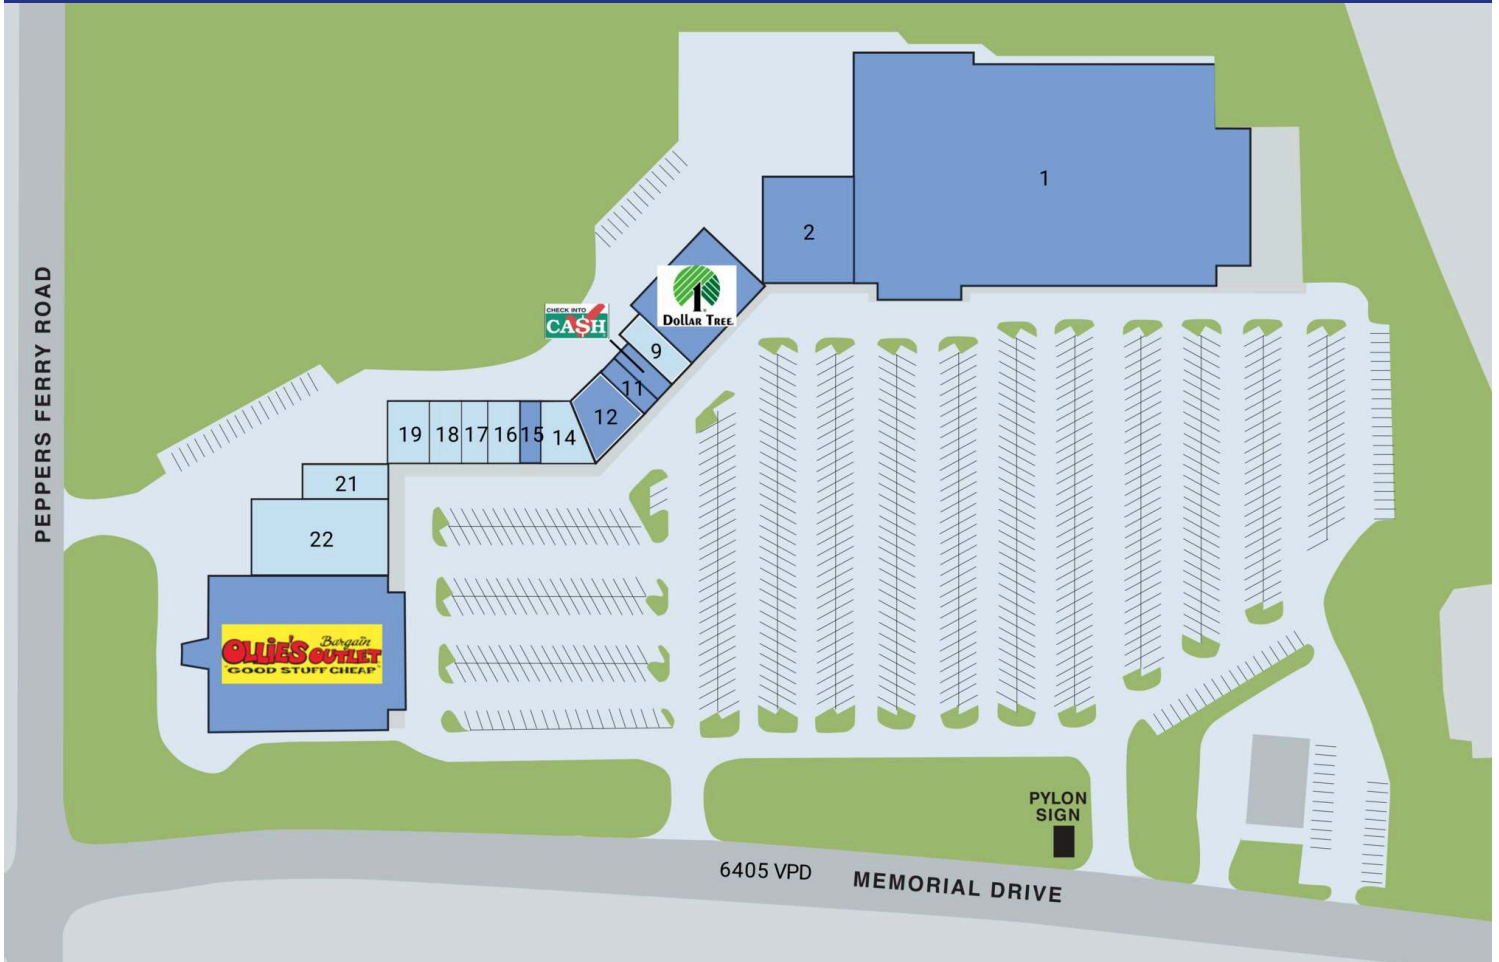 1
2
DOLLAR TREE
CHECK INTO
CA$H
9
11
12
19
18
17
16
15
14
21
22
PEPPERS FERRY ROAD
OLLIE'S Bargain
OUTLET
"GOOD STUFF CHEAP"
PYLON
SIGN
6405 VPD
MEMORIAL DRIVE